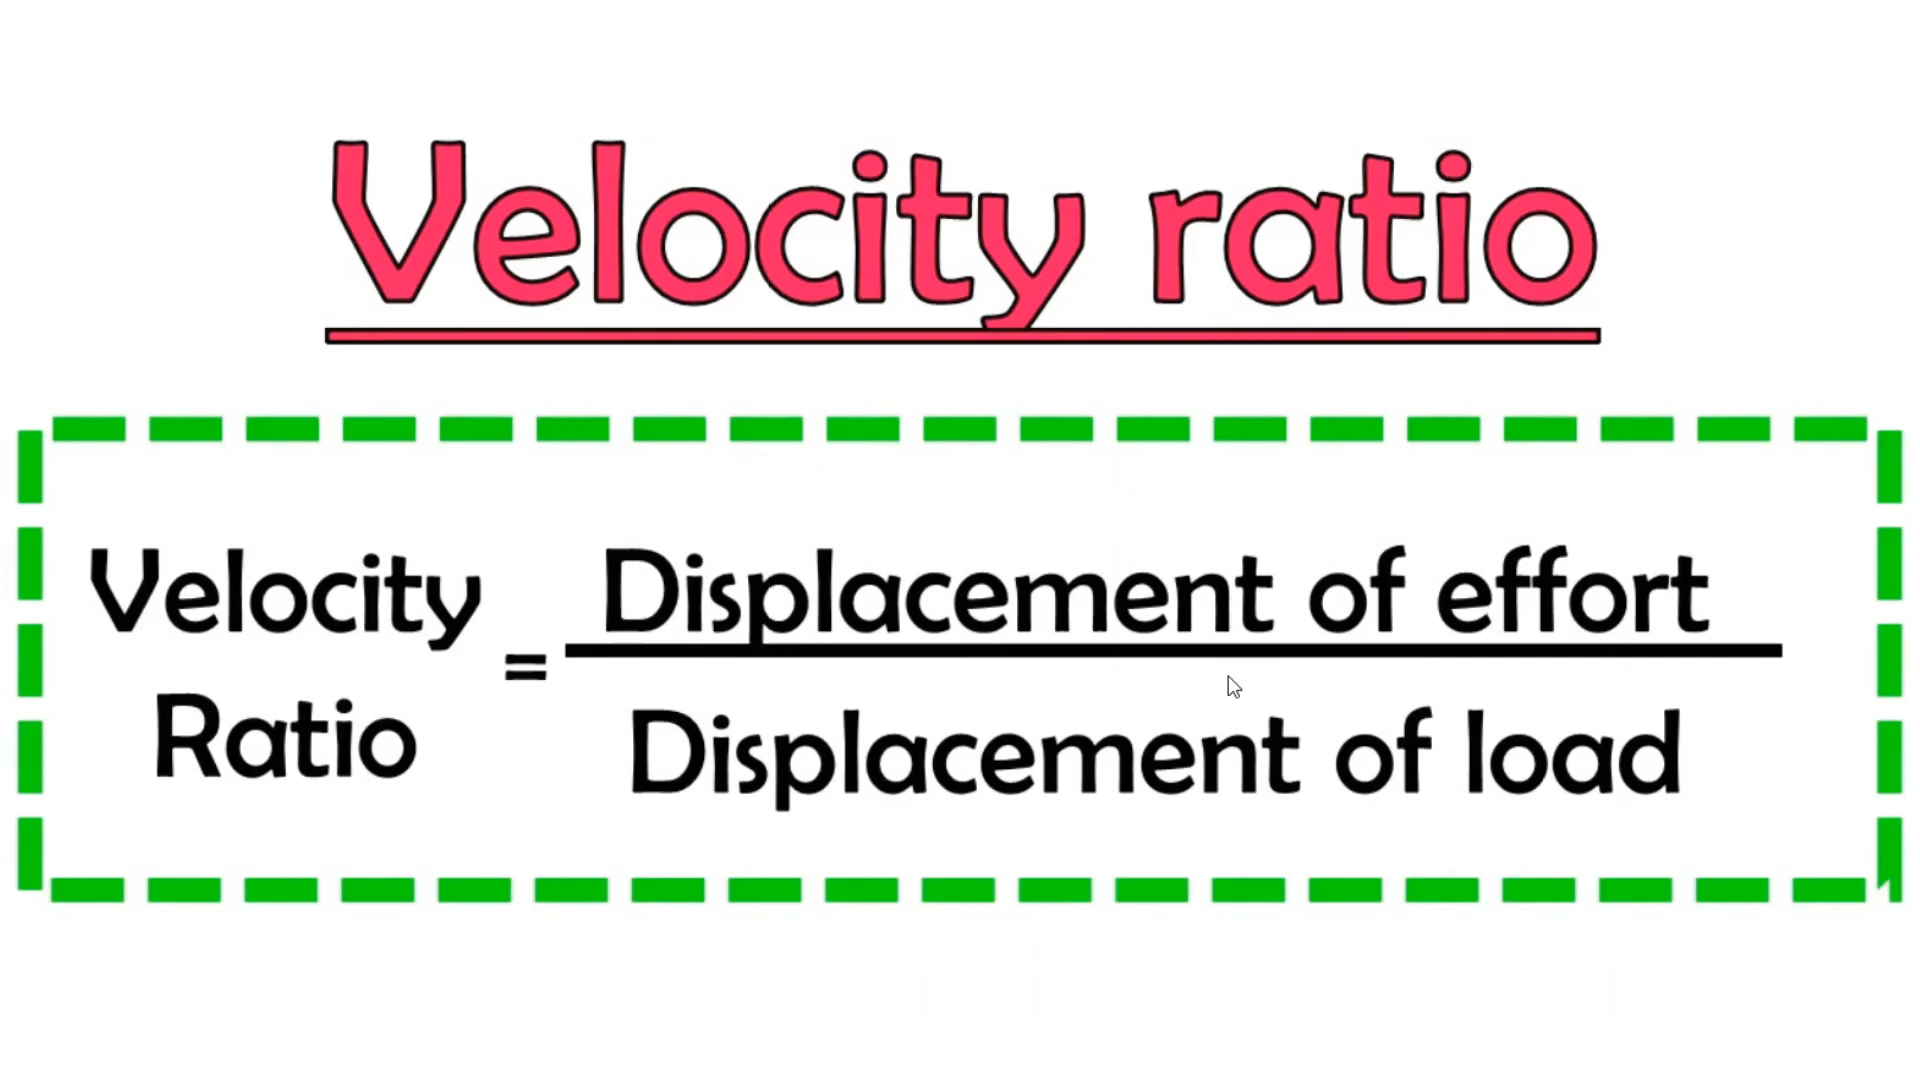 Velocity ratio
Velocity
Ratio
=
Displacement of effort
Displacement of load